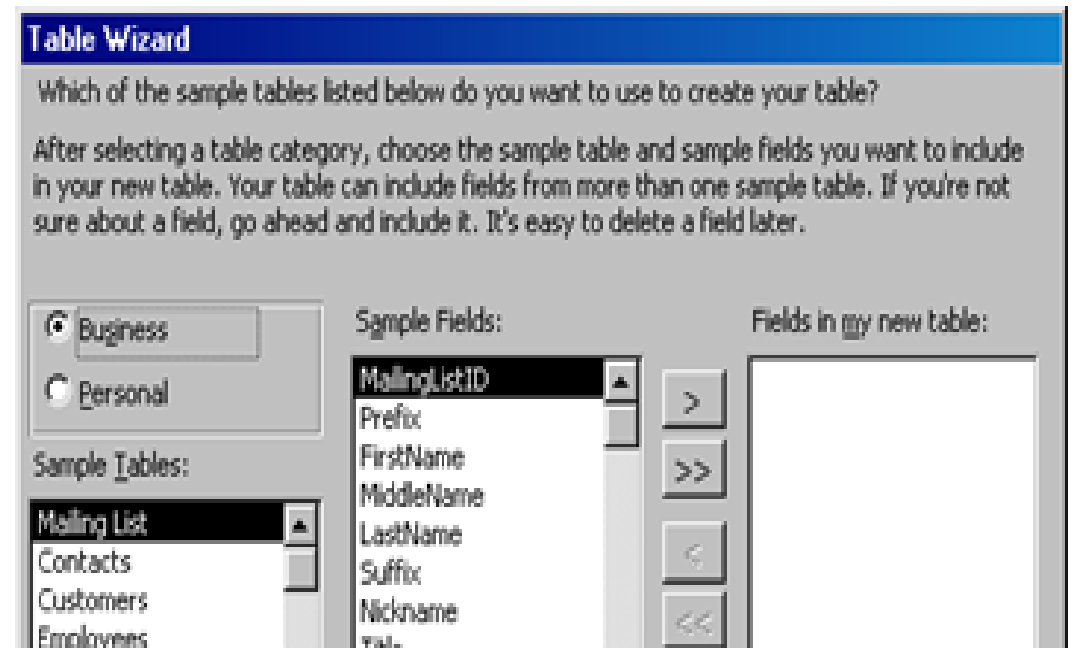 Table Wizard
Which of the sample tables listed below do you want to use to create your table?
After selecting a table category, choose the sample table and sample fields you want to include
in your new table. Your table can include fields from more than one sample table. If you're not
sure about a field, go ahead and include it. It's easy to delete a field later.
Business
Personal
Sample Tables:
Mailing List
Contacts
Customers
Employees
Sample Fields:
MailingListID
Prefix
FirstName
MiddleName
LastName
Suffix
Nickname
Title
>
>>
<
<<
Fields in my new table: